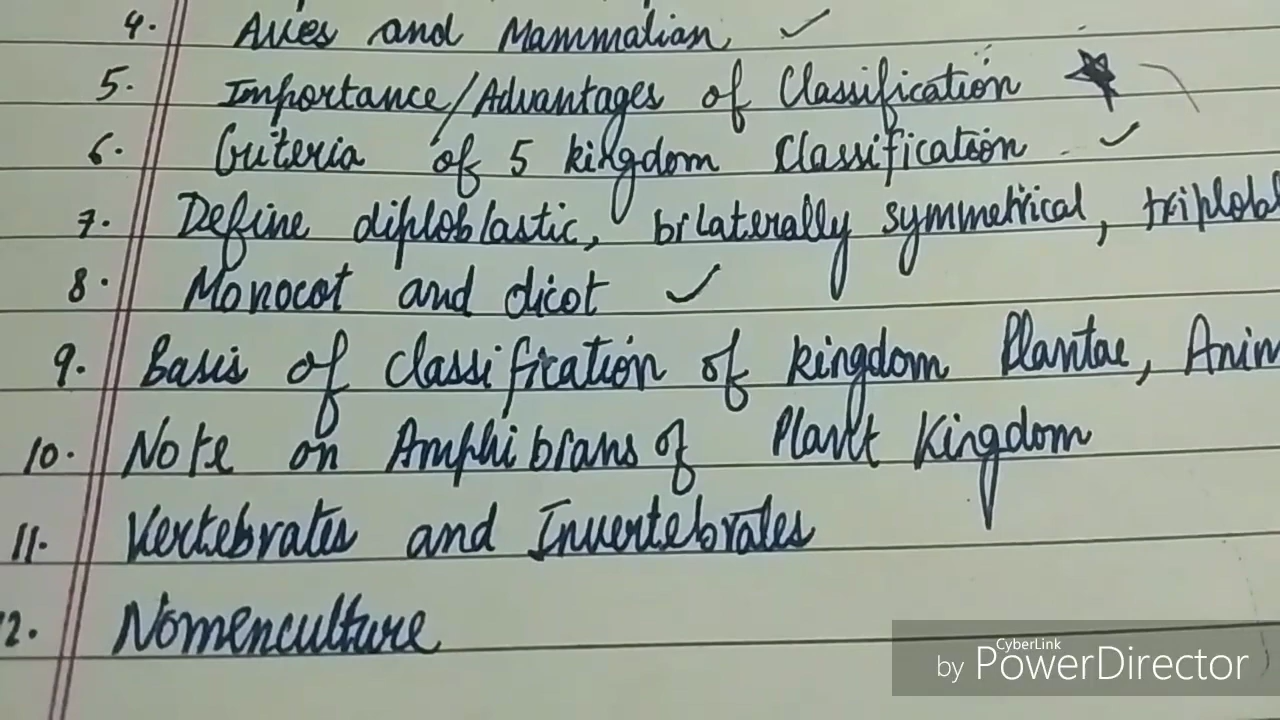 4. Aves and Mammalian
5. Importance/Advantages of Classification
6. Criteria of 5 kingdom Classification
7. Define diploblastic, bilaterally symmetrical, triplobl
8. Monocot and dicot
9. Basis of classification of kingdom Plantae, Anim
10. Note on Amphibians of Plant Kingdom
11. Vertebrates and Invertebrates
2. Nomenculture
CyberLink
by PowerDirector